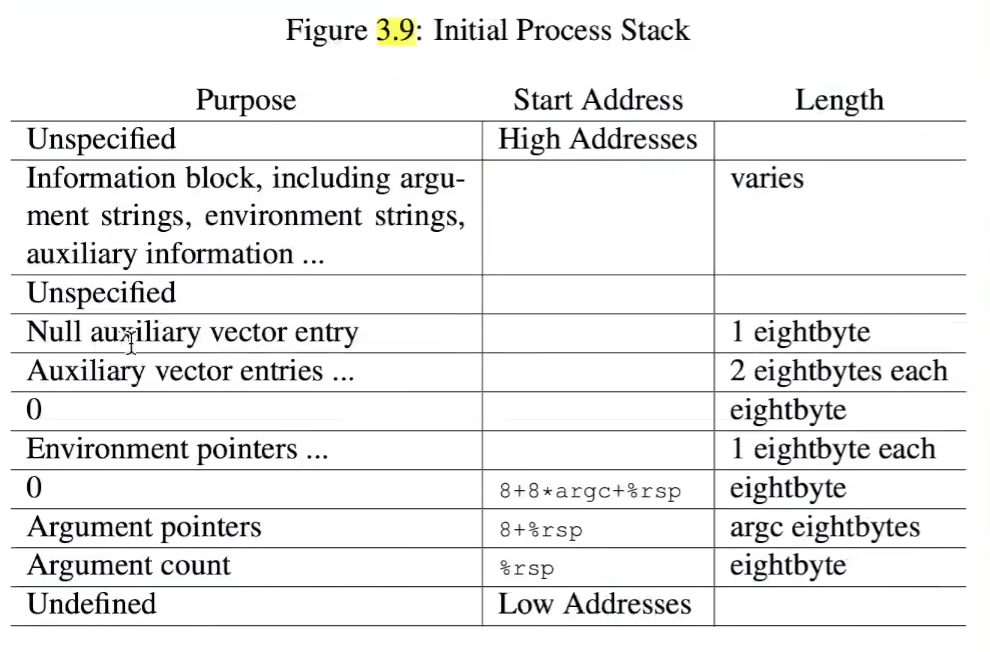 Figure 3.9: Initial Process Stack
Purpose Start Address Length
Unspecified High Addresses
Information block, including argu- varies
ment strings, environment strings,
auxiliary information ...
Unspecified
Null auxiliary vector entry 1 eightbyte
Auxiliary vector entries ... 2 eightbytes each
0 eightbyte
Environment pointers ... 1 eightbyte each
0 8+8*argc+%rsp eightbyte
Argument pointers 8+%rsp argc eightbytes
Argument count %rsp eightbyte
Undefined Low Addresses